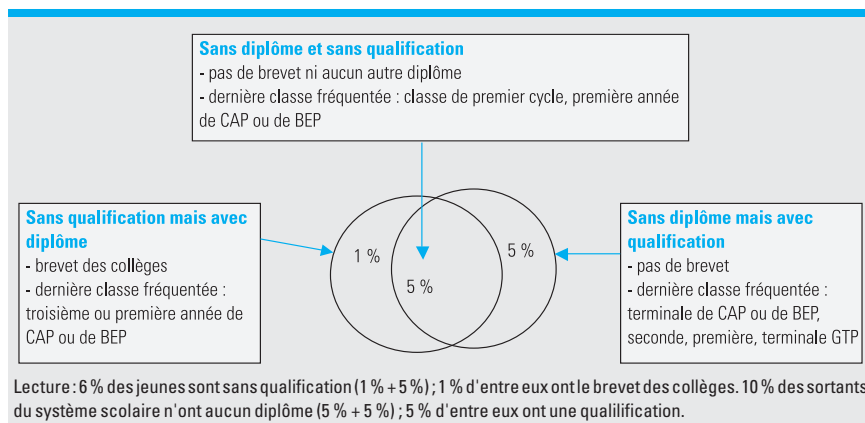 Sans diplôme et sans qualification
- pas de brevet ni aucun autre diplôme
- dernière classe fréquentée : classe de premier cycle, première année
de CAP ou de BEP
Sans qualification mais avec
diplôme
- brevet des collèges
- dernière classe fréquentée :
troisième ou première année de
CAP ou de BEP
1 %
5 %
5 %
Sans diplôme mais avec
qualification
- pas de brevet
- dernière classe fréquentée :
terminale de CAP ou de BEP,
seconde, première, terminale GTP
Lecture : 6 % des jeunes sont sans qualification (1 % + 5 %) ; 1 % d'entre eux ont le brevet des collèges. 10 % des sortants
du système scolaire n'ont aucun diplôme (5 % + 5 %) ; 5 % d'entre eux ont une qualilification.